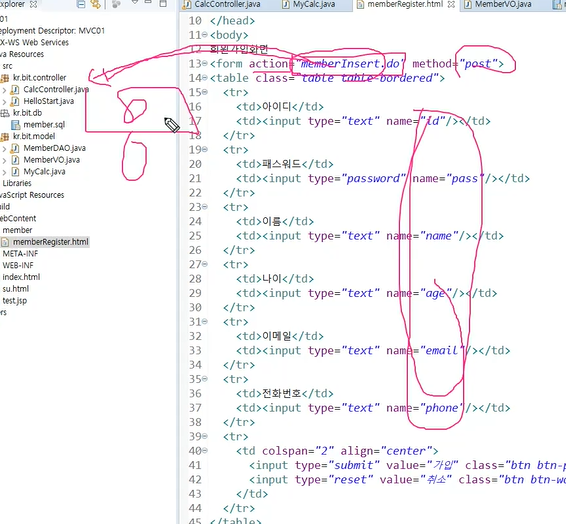 xplorer
CalcController.java
MyCalc.java
memberRegister.html
MemberVO.java
C01
eployment Descriptor: MVC01
X-WS Web Services
va Resources
src
kr.bit.controller
CalcController.java
HelloStart.java
kr.bit.db
member.sql
kr.bit.model
MemberDAO.java
MemberVO.java
MyCalc.java
Libraries
vaScript Resources
uild
ebContent
member
memberRegister.html
META-INF
WEB-INF
index.html
su.html
test.jsp
ers
10 </head>
11 <body>
12 회원가입화면
13 <form action="memberInsert.do" method="post">
14 <table class="table table-bordered">
15 <tr>
16 <td>아이디</td>
17 <td><input type="text" name="id"/></td>
18 </tr>
19 <tr>
20 <td>패스워드</td>
21 <td><input type="password" name="pass"/></td>
22 </tr>
23 <tr>
24 <td>이름</td>
25 <td><input type="text" name="name"/></td>
26 </tr>
27 <tr>
28 <td>나이</td>
29 <td><input type="text" name="age"/></td>
30 </tr>
31 <tr>
32 <td>이메일</td>
33 <td><input type="text" name="email"/></td>
34 </tr>
35 <tr>
36 <td>전화번호</td>
37 <td><input type="text" name="phone"/></td>
38 </tr>
39 <tr>
40 <td colspan="2" align="center">
41 <input type="submit" value="가입" class="btn btn-p
42 <input type="reset" value="취소" class="btn btn-wa
43 </td>
44 </tr>
45 </table>